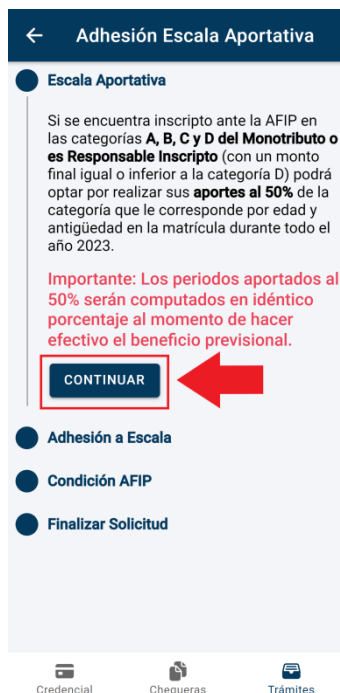 Adhesión Escala Aportativa
Escala Aportativa
Si se encuentra inscripto ante la AFIP en
las categorías A, B, C y D del Monotributo o
es Responsable Inscripto (con un monto
final igual o inferior a la categoría D) podrá
optar por realizar sus aportes al 50% de la
categoría que le corresponde por edad y
antigüedad en la matrícula durante todo el
año 2023.
Importante: Los periodos aportados al
50% serán computados en idéntico
porcentaje al momento de hacer
efectivo el beneficio previsional.
CONTINUAR
Adhesión a Escala
Condición AFIP
Finalizar Solicitud
Credencial Chequeras Trámites